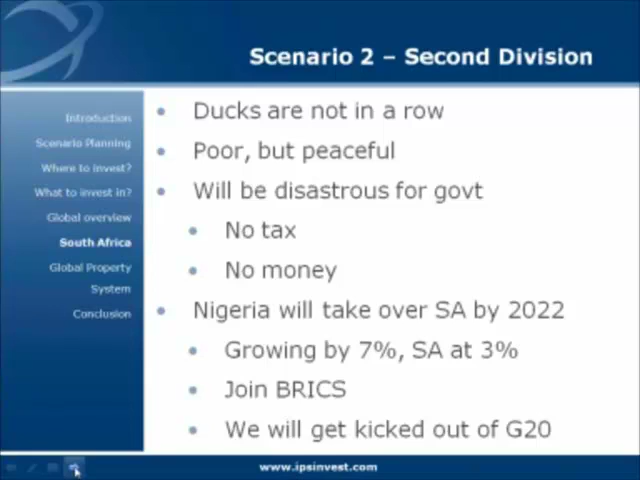 Scenario 2 – Second Division
Introduction
Scenario Planning
Where to invest?
What to invest in?
Global overview
South Africa
Global Property
System
Conclusion
Ducks are not in a row
Poor, but peaceful
Will be disastrous for govt
No tax
No money
Nigeria will take over SA by 2022
Growing by 7%, SA at 3%
Join BRICS
We will get kicked out of G20
www.ipsinvest.com